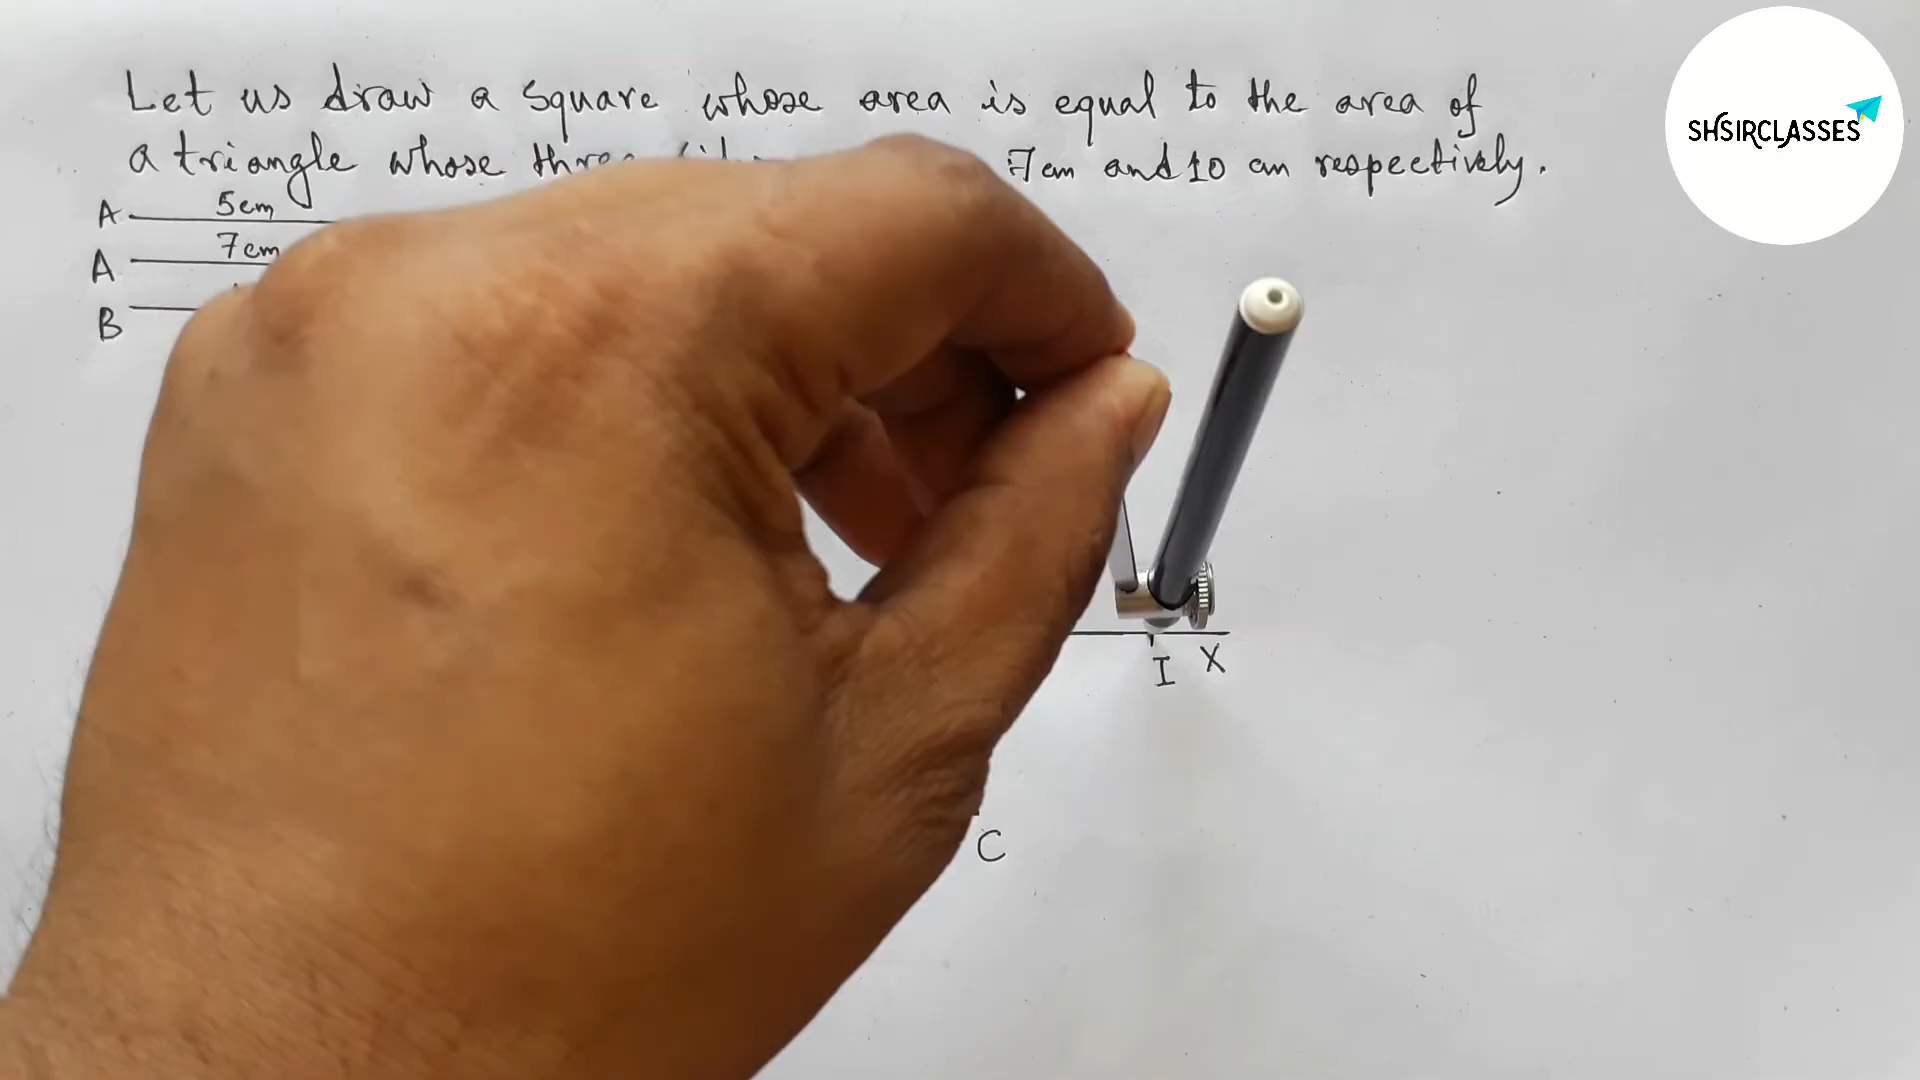 Let us draw a square whose area is equal to the area of
a triangle whose 7cm and 10 cm respectively.
A 5cm
A 7cm
B
I X
C
SHSIRCLASSES